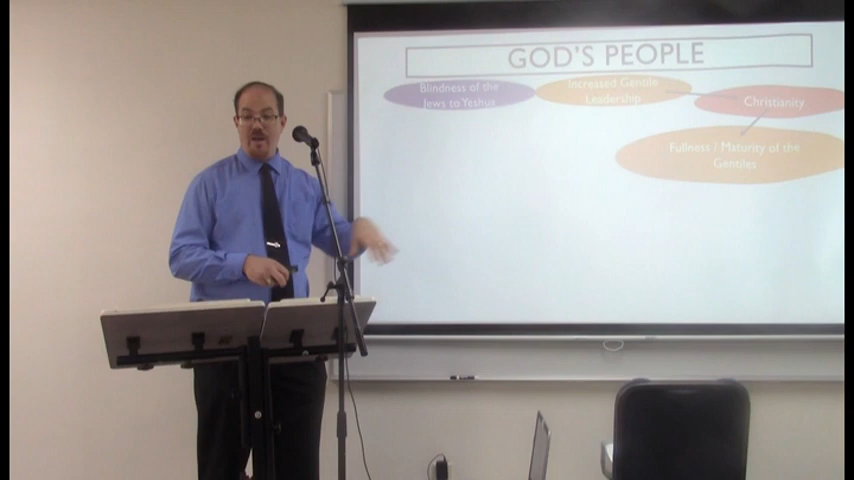 GOD'S PEOPLE
Blindness of the
Jews to Yeshua
Increased Gentile
Leadership
Christianity
Fullness / Maturity of the
Gentiles